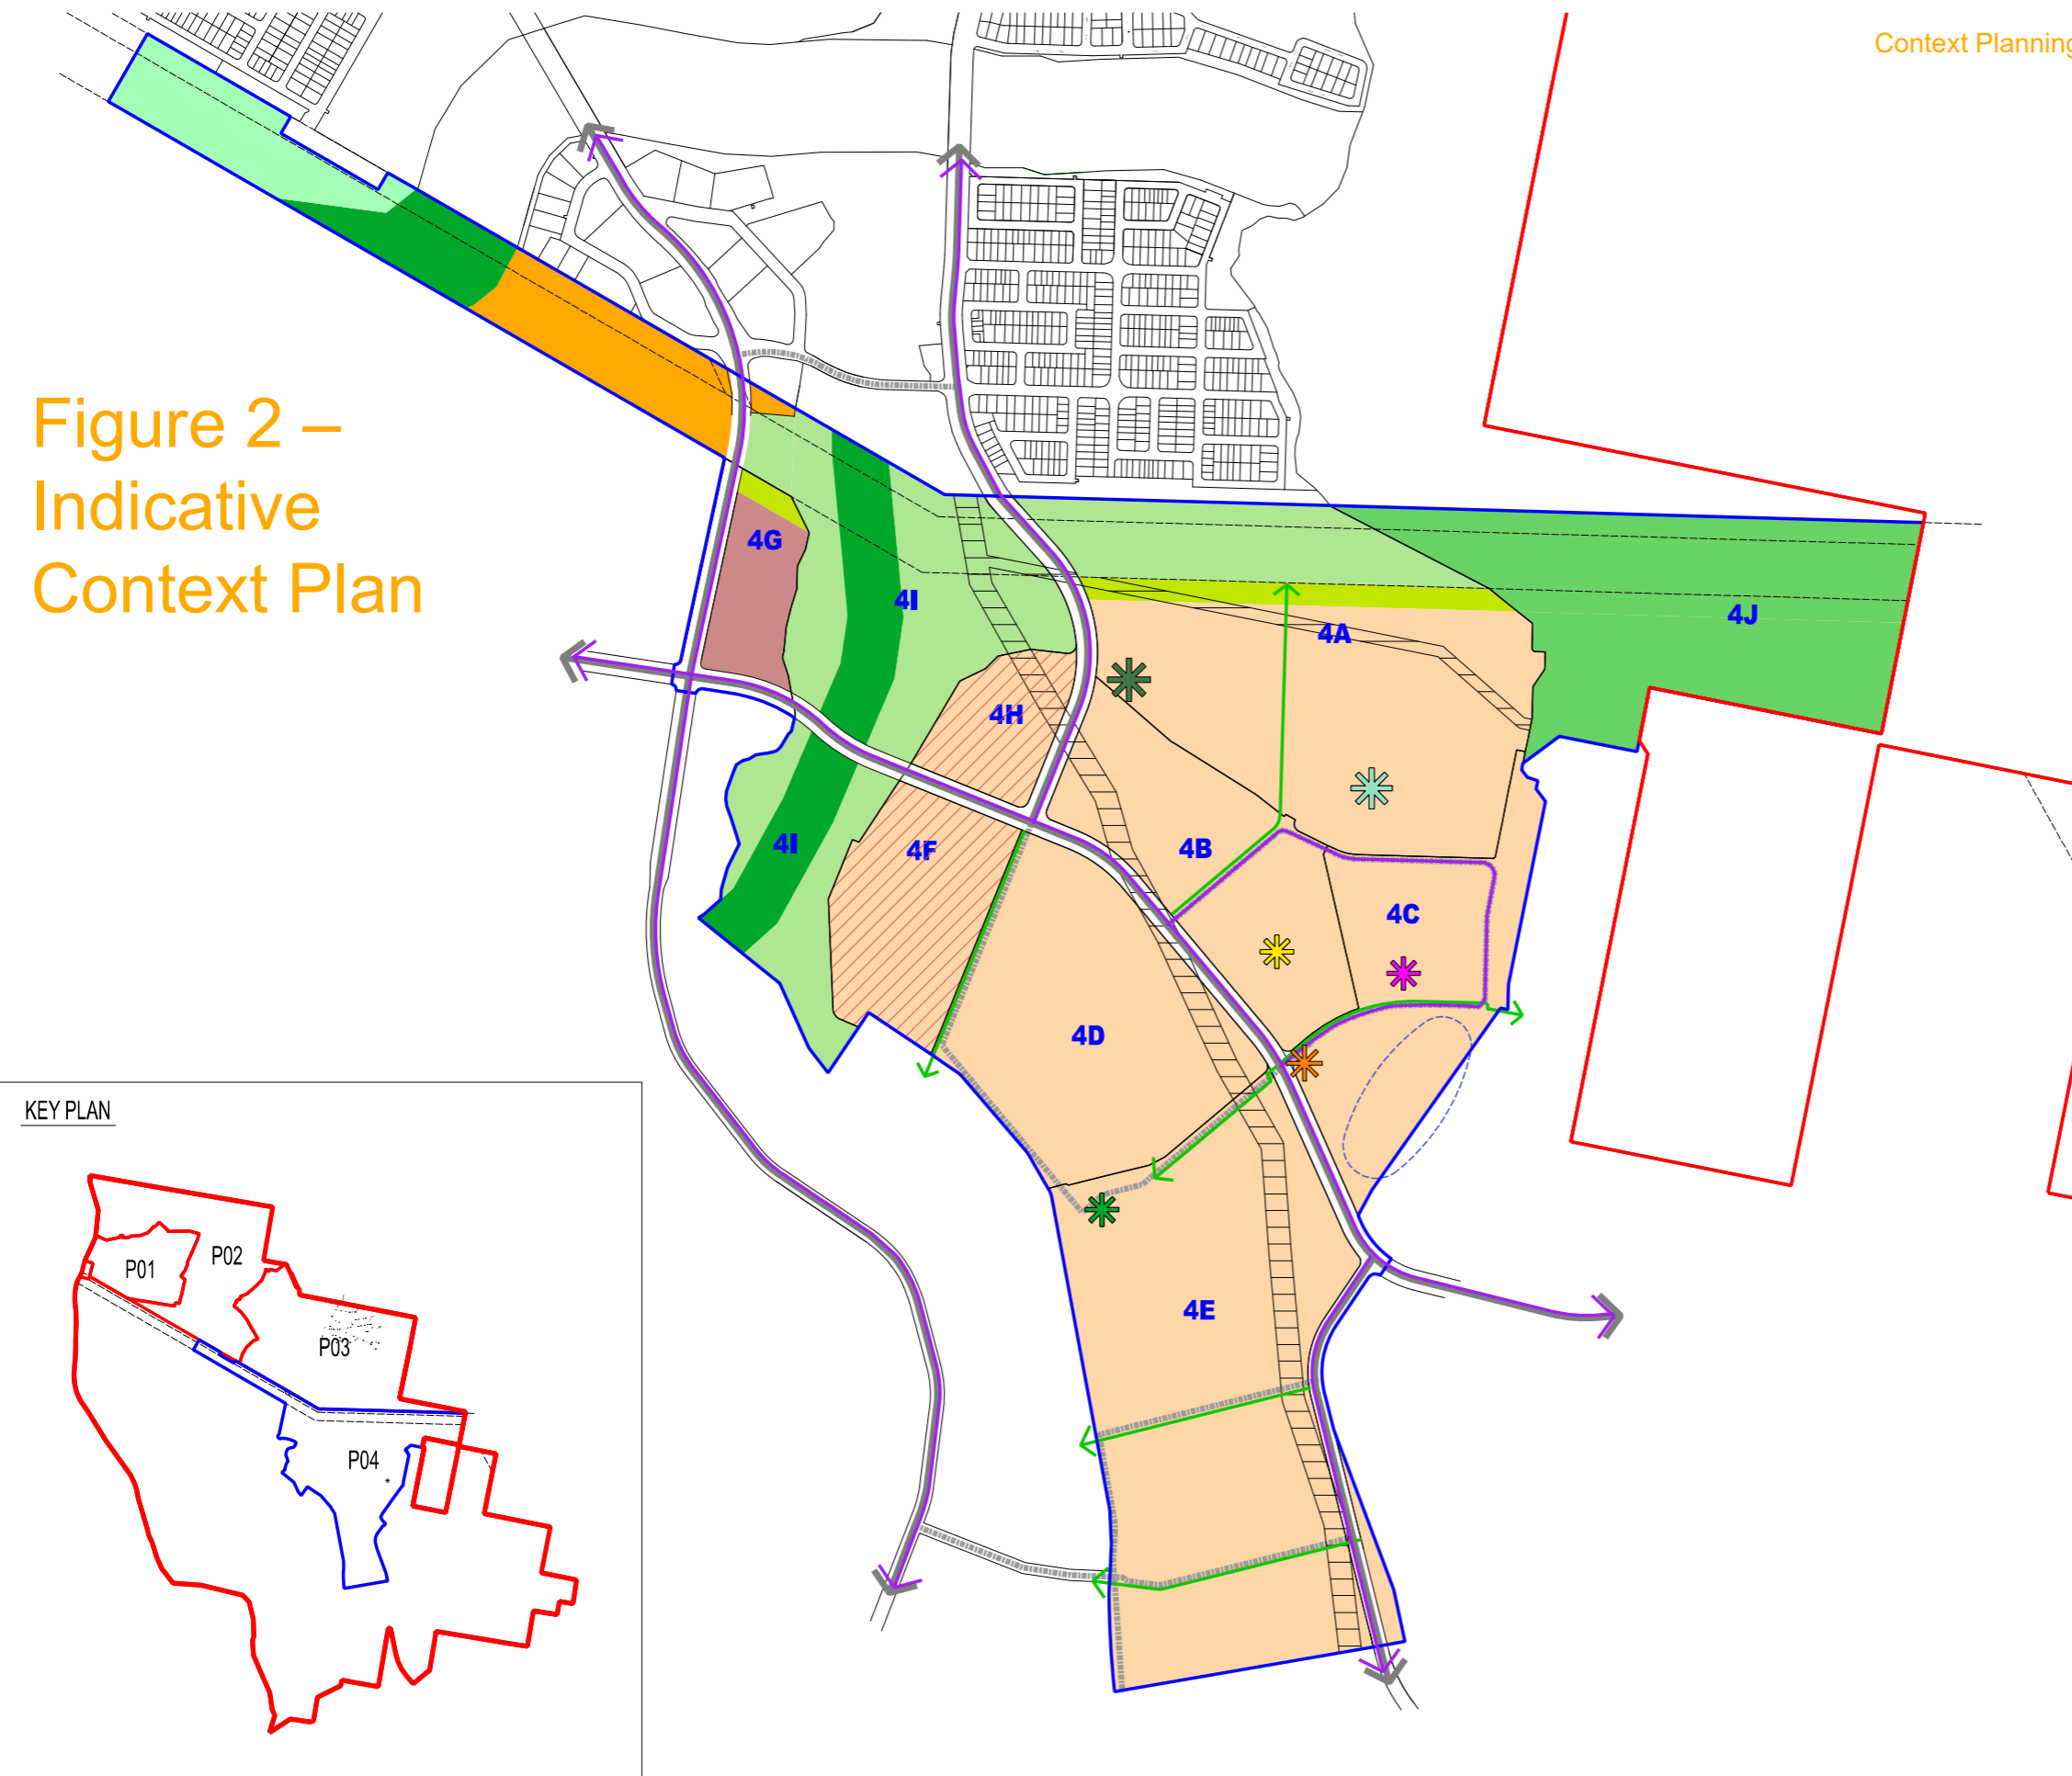 Context Planning
Figure 2 –
Indicative
Context Plan
4G
4I
4A
4J
4H
4B
4I
4F
4C
4D
4E
KEY PLAN
P01
P02
P03
P04